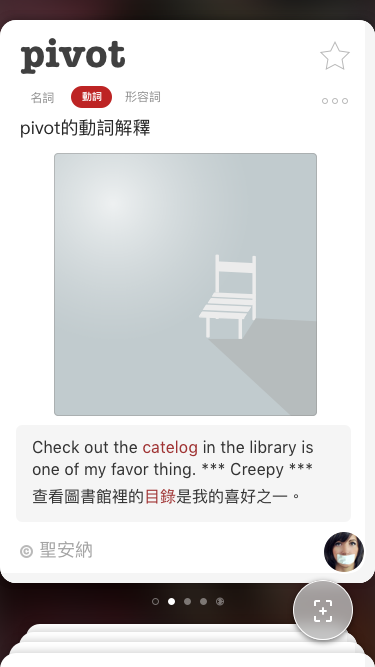 pivot
名詞 動詞 形容詞
pivot的動詞解釋
Check out the catelog in the library is
one of my favor thing. *** Creepy ***
查看圖書館裡的目錄是我的喜好之一。
© 聖安納